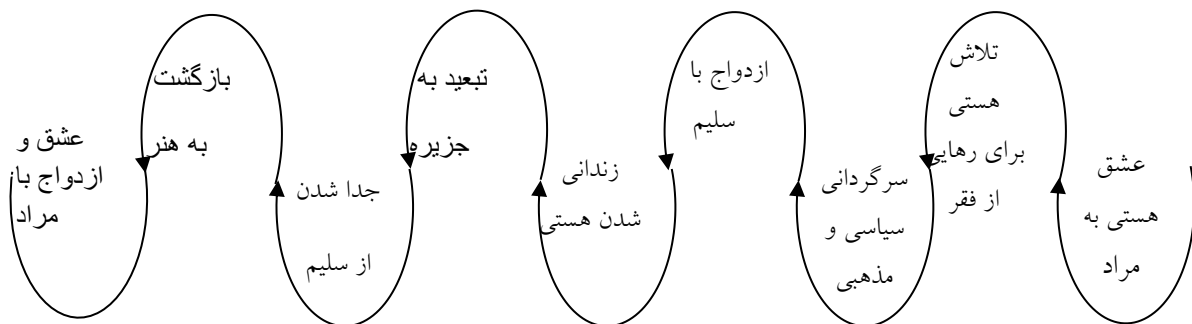 عشق
هستی به
مراد
تلاش
هستی
برای رهایی
از فقر
سرگردانی
سیاسی و
مذهبی
ازدواج با
سلیم
زندانی
شدن هستی
تبعید به
جزیره
جدا شدن
از سلیم
بازگشت
به هنر
عشق و
ازدواج با
مراد